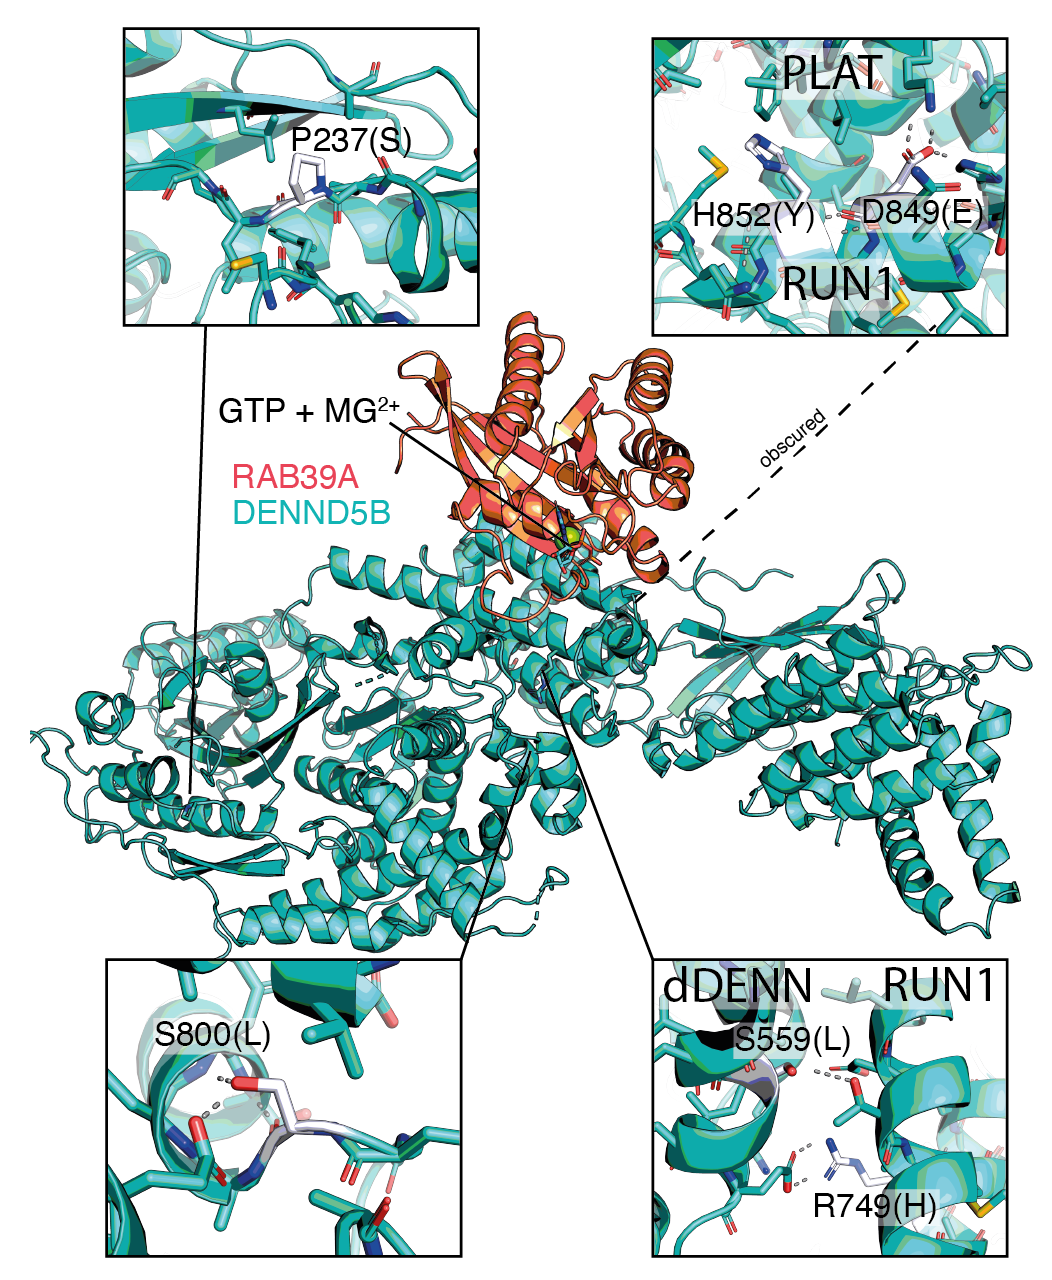 P237(S)
PLAT
H852(Y)
D849(E)
RUN1
GTP + MG²⁺
obscured
RAB39A
DENND5B
S800(L)
dDENN
RUN1
S559(L)
R749(H)